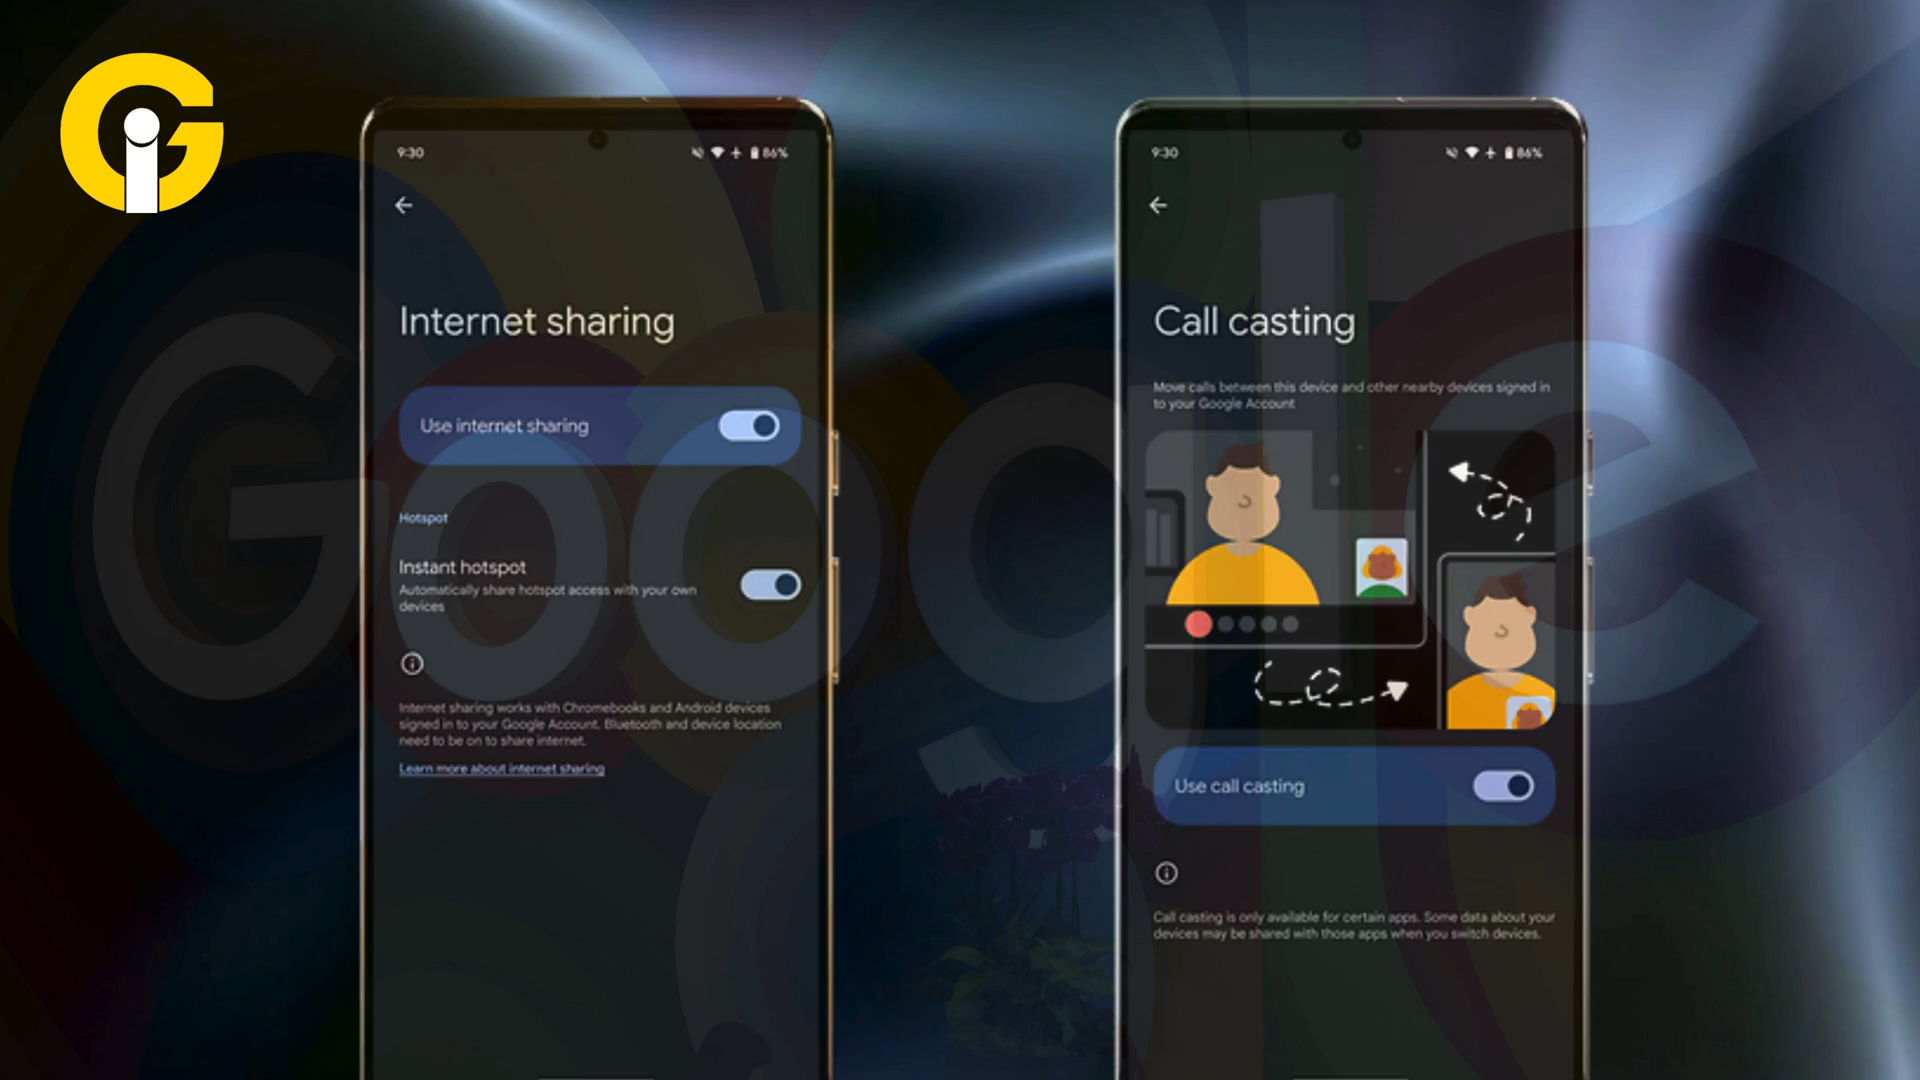 Gi
Google
9:30
86%
Internet sharing
Use internet sharing
Hotspot
Instant hotspot
Automatically share hotspot access with your own
devices
Internet sharing works with Chromebooks and Android devices
signed in to your Google Account. Bluetooth and device location
need to be on to share internet.
Learn more about internet sharing
9:30
86%
Call casting
Move calls between this device and other nearby devices signed in
to your Google Account
Use call casting
Call casting is only available for certain apps. Some data about your
devices may be shared with those apps when you switch devices.